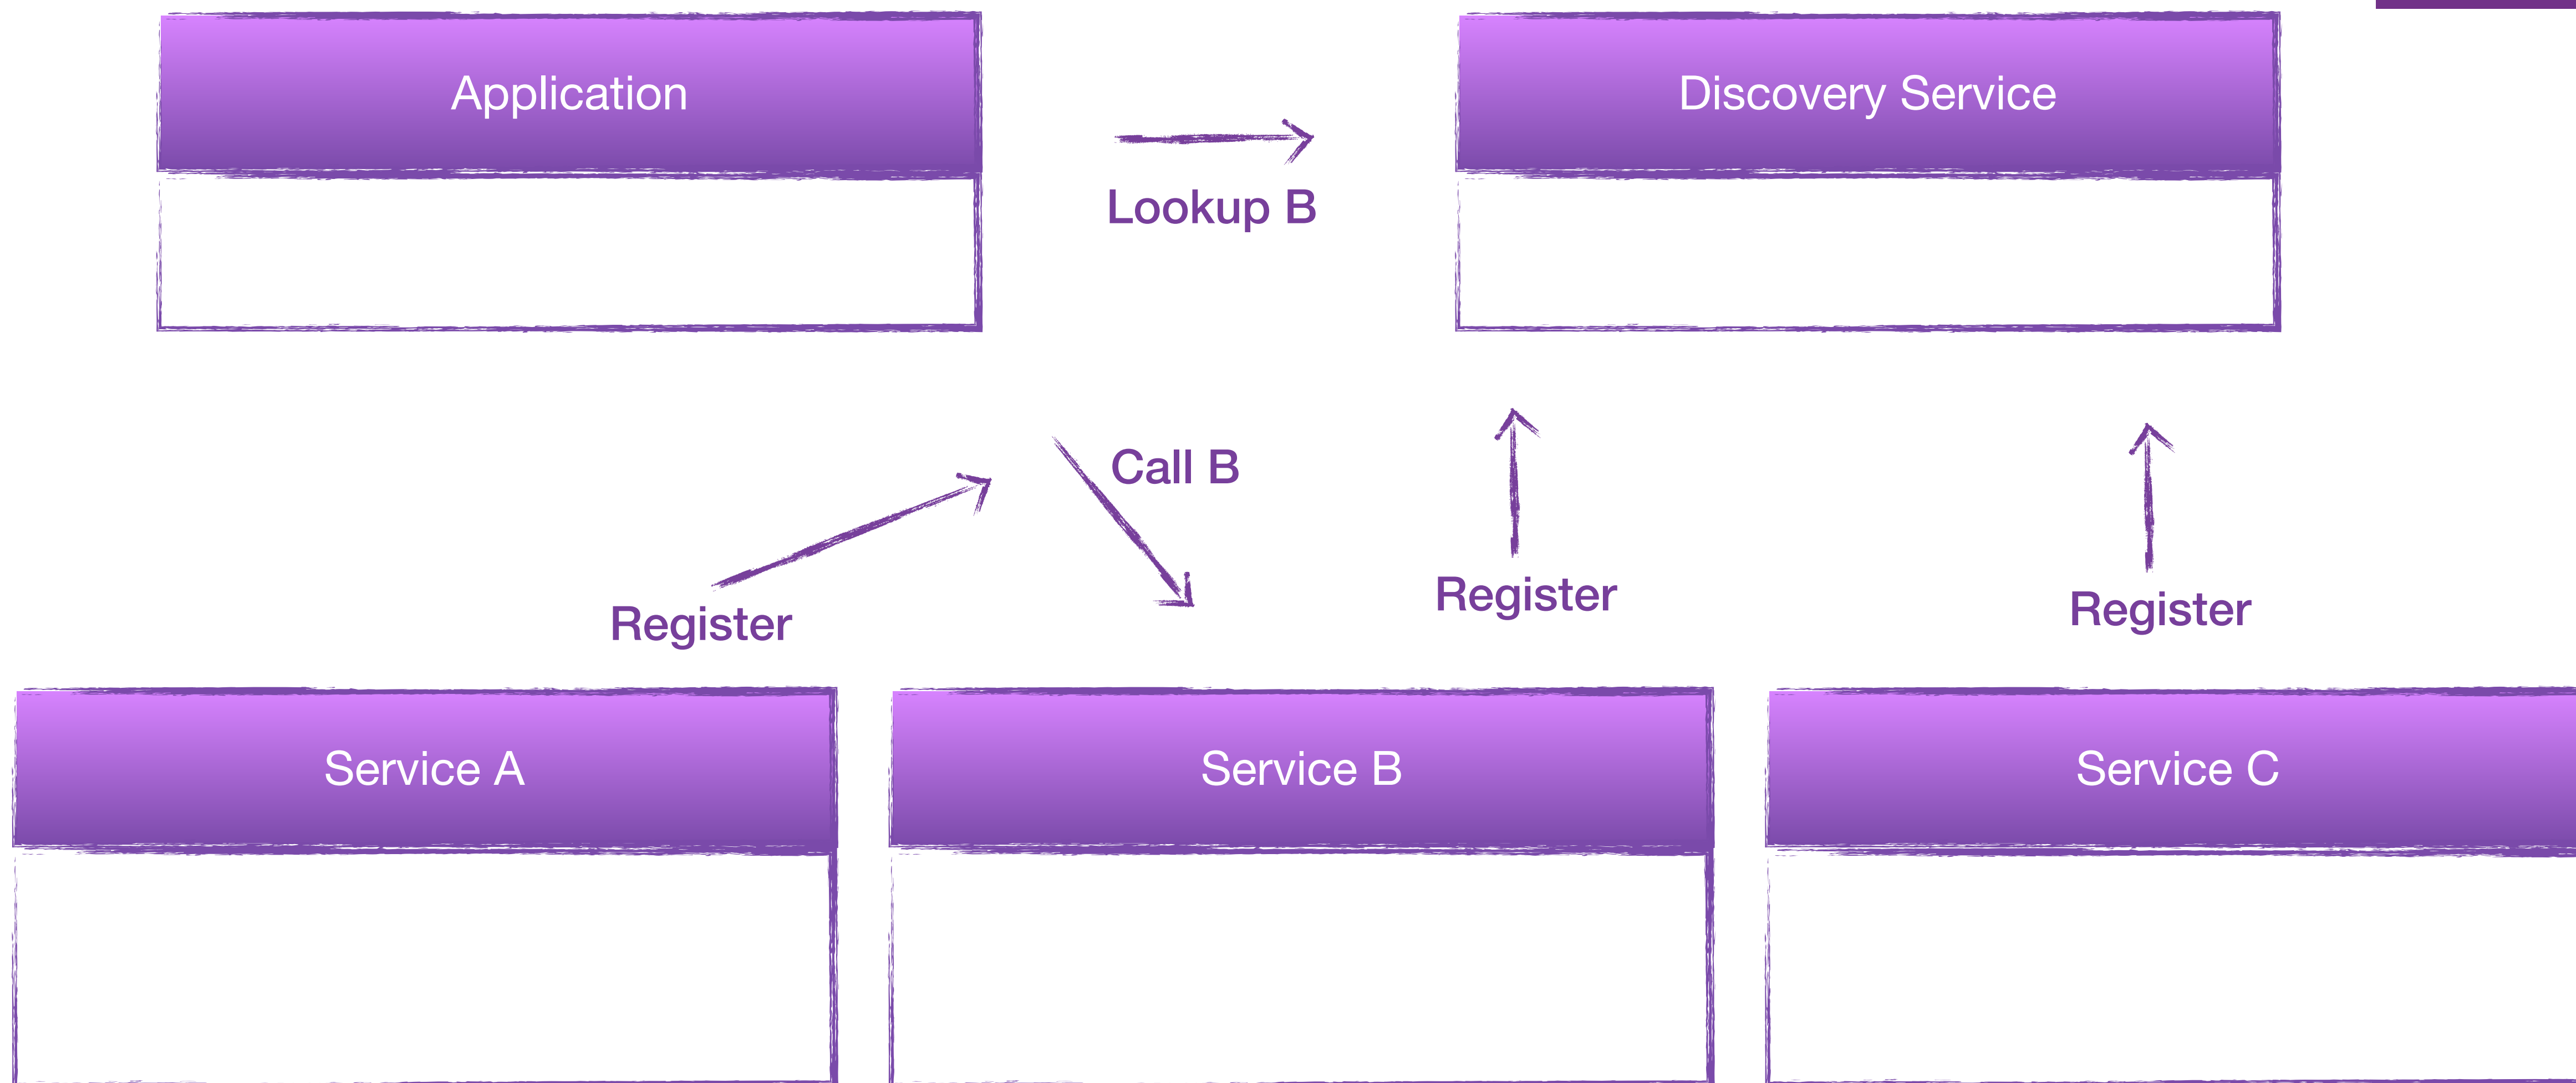 Application
Discovery Service
Lookup B
Call B
Register
Register
Register
Service A
Service B
Service C